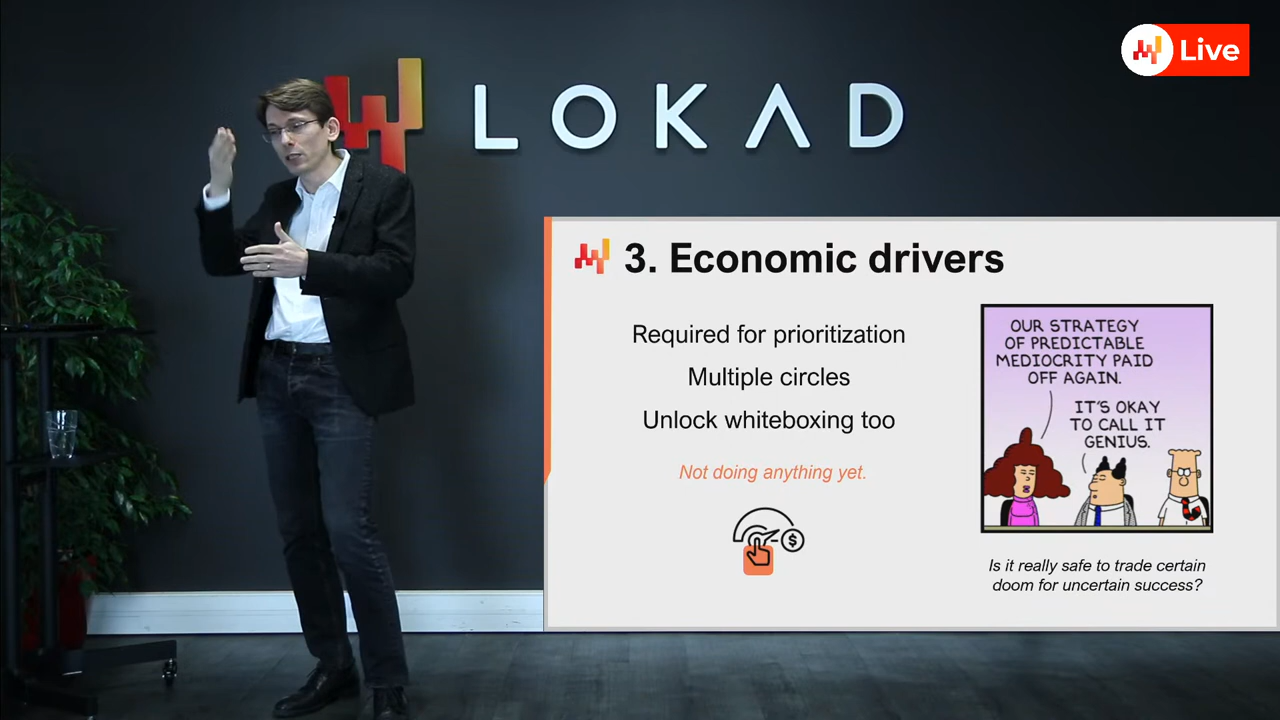 Live
LOKAD
3. Economic drivers
Required for prioritization
Multiple circles
Unlock whiteboxing too
Not doing anything yet.
$
OUR STRATEGY
OF PREDICTABLE
MEDIOCRITY PAID
OFF AGAIN.
IT'S OKAY
TO CALL IT
GENIUS.
Is it really safe to trade certain
doom for uncertain success?